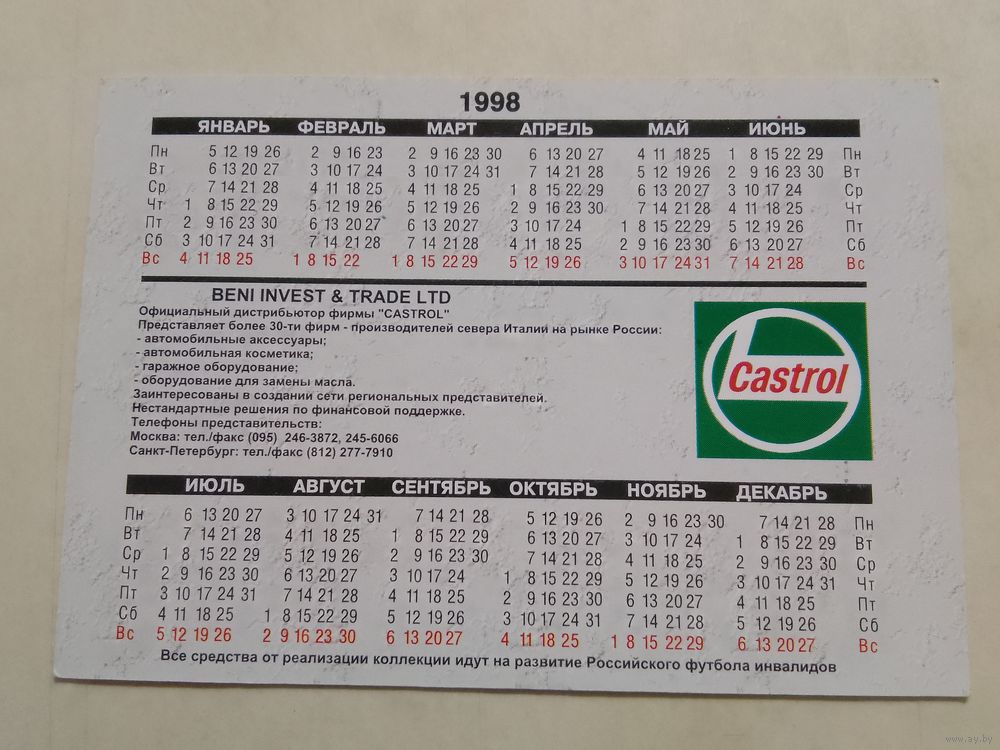 1998
ЯНВАРЬ ФЕВРАЛЬ МАРТ АПРЕЛЬ МАЙ ИЮНЬ
Пн 5 12 19 26 2 9 16 23 2 9 16 23 30 6 13 20 27 4 11 18 25 1 8 15 22 29 Пн
Вт 6 13 20 27 3 10 17 24 3 10 17 24 31 7 14 21 28 5 12 19 26 2 9 16 23 30 Вт
Ср 7 14 21 28 4 11 18 25 4 11 18 25 1 8 15 22 29 6 13 20 27 3 10 17 24 Ср
Чт 1 8 15 22 29 5 12 19 26 5 12 19 26 2 9 16 23 30 7 14 21 28 4 11 18 25 Чт
Пт 2 9 16 23 30 6 13 20 27 6 13 20 27 3 10 17 24 1 8 15 22 29 5 12 19 26 Пт
Сб 3 10 17 24 31 7 14 21 28 7 14 21 28 4 11 18 25 2 9 16 23 30 6 13 20 27 Сб
Вс 4 11 18 25 1 8 15 22 1 8 15 22 29 5 12 19 26 3 10 17 24 31 7 14 21 28 Вс
BENI INVEST & TRADE LTD
Официальный дистрибьютор фирмы "CASTROL"
Представляет более 30-ти фирм - производителей севера Италии на рынке России:
- автомобильные аксессуары;
- автомобильная косметика;
- гаражное оборудование;
- оборудование для замены масла.
Заинтересованы в создании сети региональных представителей.
Нестандартные решения по финансовой поддержке.
Телефоны представительств:
Москва: тел./факс (095) 246-3872, 245-6066
Санкт-Петербург: тел./факс (812) 277-7910
Castrol
ИЮЛЬ АВГУСТ СЕНТЯБРЬ ОКТЯБРЬ НОЯБРЬ ДЕКАБРЬ
Пн 6 13 20 27 3 10 17 24 31 7 14 21 28 5 12 19 26 2 9 16 23 30 7 14 21 28 Пн
Вт 7 14 21 28 4 11 18 25 1 8 15 22 29 6 13 20 27 3 10 17 24 1 8 15 22 29 Вт
Ср 1 8 15 22 29 5 12 19 26 2 9 16 23 30 7 14 21 28 4 11 18 25 2 9 16 23 30 Ср
Чт 2 9 16 23 30 6 13 20 27 3 10 17 24 1 8 15 22 29 5 12 19 26 3 10 17 24 31 Чт
Пт 3 10 17 24 31 7 14 21 28 4 11 18 25 2 9 16 23 30 6 13 20 27 4 11 18 25 Пт
Сб 4 11 18 25 1 8 15 22 29 5 12 19 26 3 10 17 24 31 7 14 21 28 5 12 19 26 Сб
Вс 5 12 19 26 2 9 16 23 30 6 13 20 27 4 11 18 25 1 8 15 22 29 6 13 20 27 Вс
Все средства от реализации коллекции идут на развитие Российского футбола инвалидов
www.ay.by